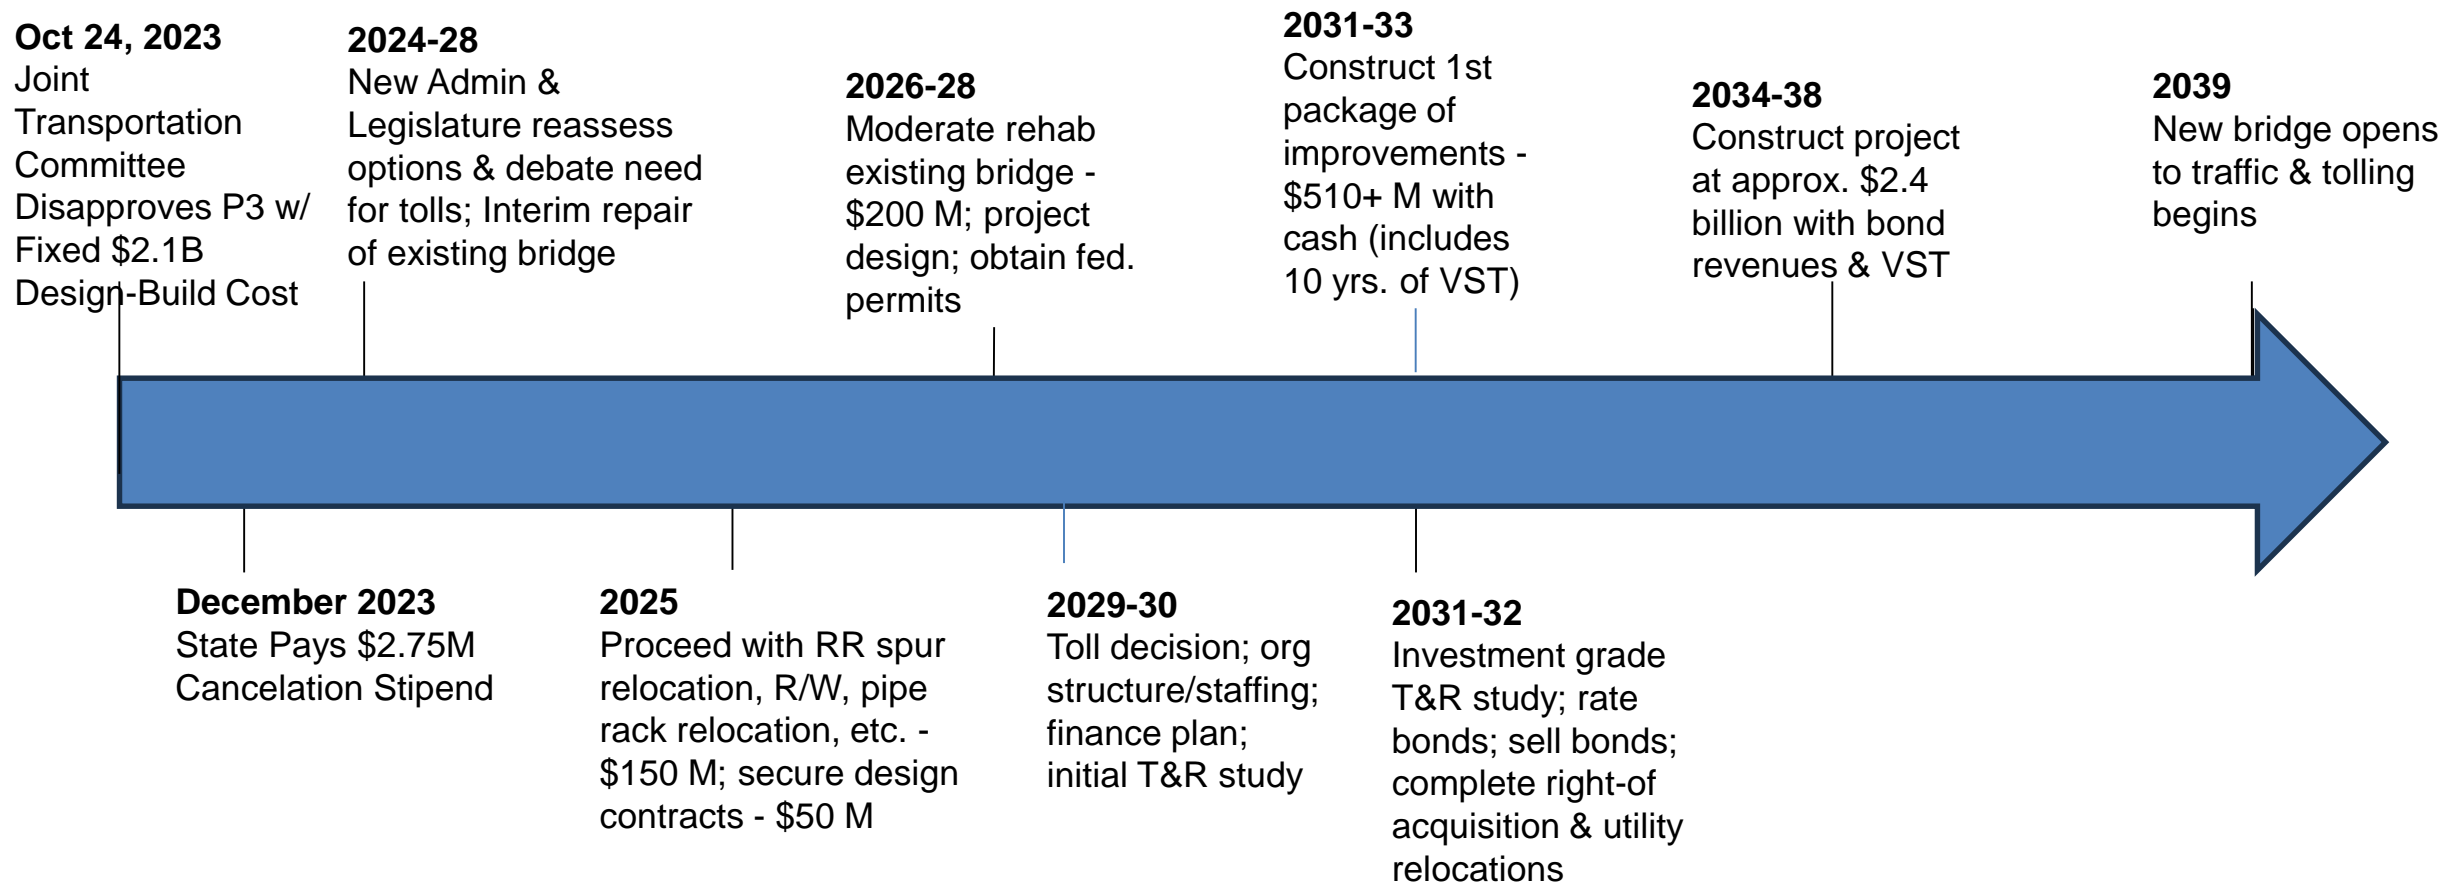 Oct 24, 2023
Joint
Transportation
Committee
Disapproves P3 w/
Fixed $2.1B
Design-Build Cost
2024-28
New Admin &
Legislature reassess
options & debate need
for tolls; Interim repair
of existing bridge
2026-28
Moderate rehab
existing bridge -
$200 M; project
design; obtain fed.
permits
2031-33
Construct 1st
package of
improvements -
$510+ M with
cash (includes
10 yrs. of VST)
2034-38
Construct project
at approx. $2.4
billion with bond
revenues & VST
2039
New bridge opens
to traffic & tolling
begins
December 2023
State Pays $2.75M
Cancelation Stipend
2025
Proceed with RR spur
relocation, R/W, pipe
rack relocation, etc. -
$150 M; secure design
contracts - $50 M
2029-30
Toll decision; org
structure/staffing;
finance plan;
initial T&R study
2031-32
Investment grade
T&R study; rate
bonds; sell bonds;
complete right-of
acquisition & utility
relocations